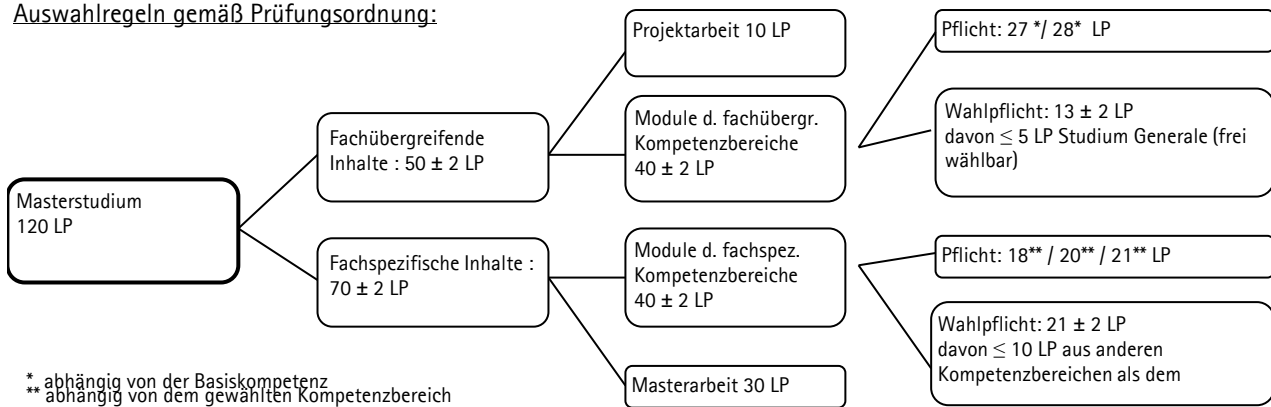 Auswahlregeln gemäß Prüfungsordnung:
Masterstudium
120 LP
Fachübergreifende
Inhalte : 50 ± 2 LP
Fachspezifische Inhalte :
70 ± 2 LP
Projektarbeit 10 LP
Module d. fachübergr.
Kompetenzbereiche
40 ± 2 LP
Module d. fachspez.
Kompetenzbereiche
40 ± 2 LP
Masterarbeit 30 LP
Pflicht: 27 */ 28* LP
Wahlpflicht: 13 ± 2 LP
davon ≤ 5 LP Studium Generale (frei
wählbar)
Pflicht: 18** / 20** / 21** LP
Wahlpflicht: 21 ± 2 LP
davon ≤ 10 LP aus anderen
Kompetenzbereichen als dem
* abhängig von der Basiskompetenz
** abhängig von dem gewählten Kompetenzbereich